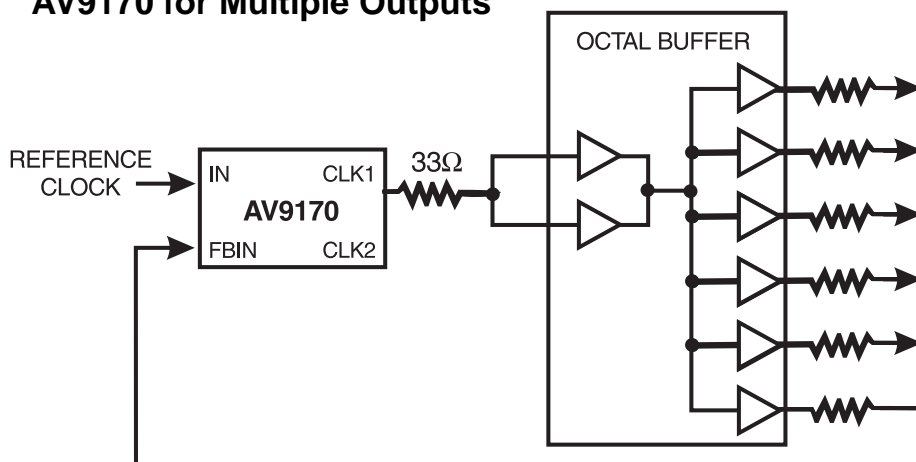 AV9170 for Multiple Outputs
OCTAL BUFFER
REFERENCE
CLOCK
IN
CLK1
AV9170
FBIN
CLK2
33Ω